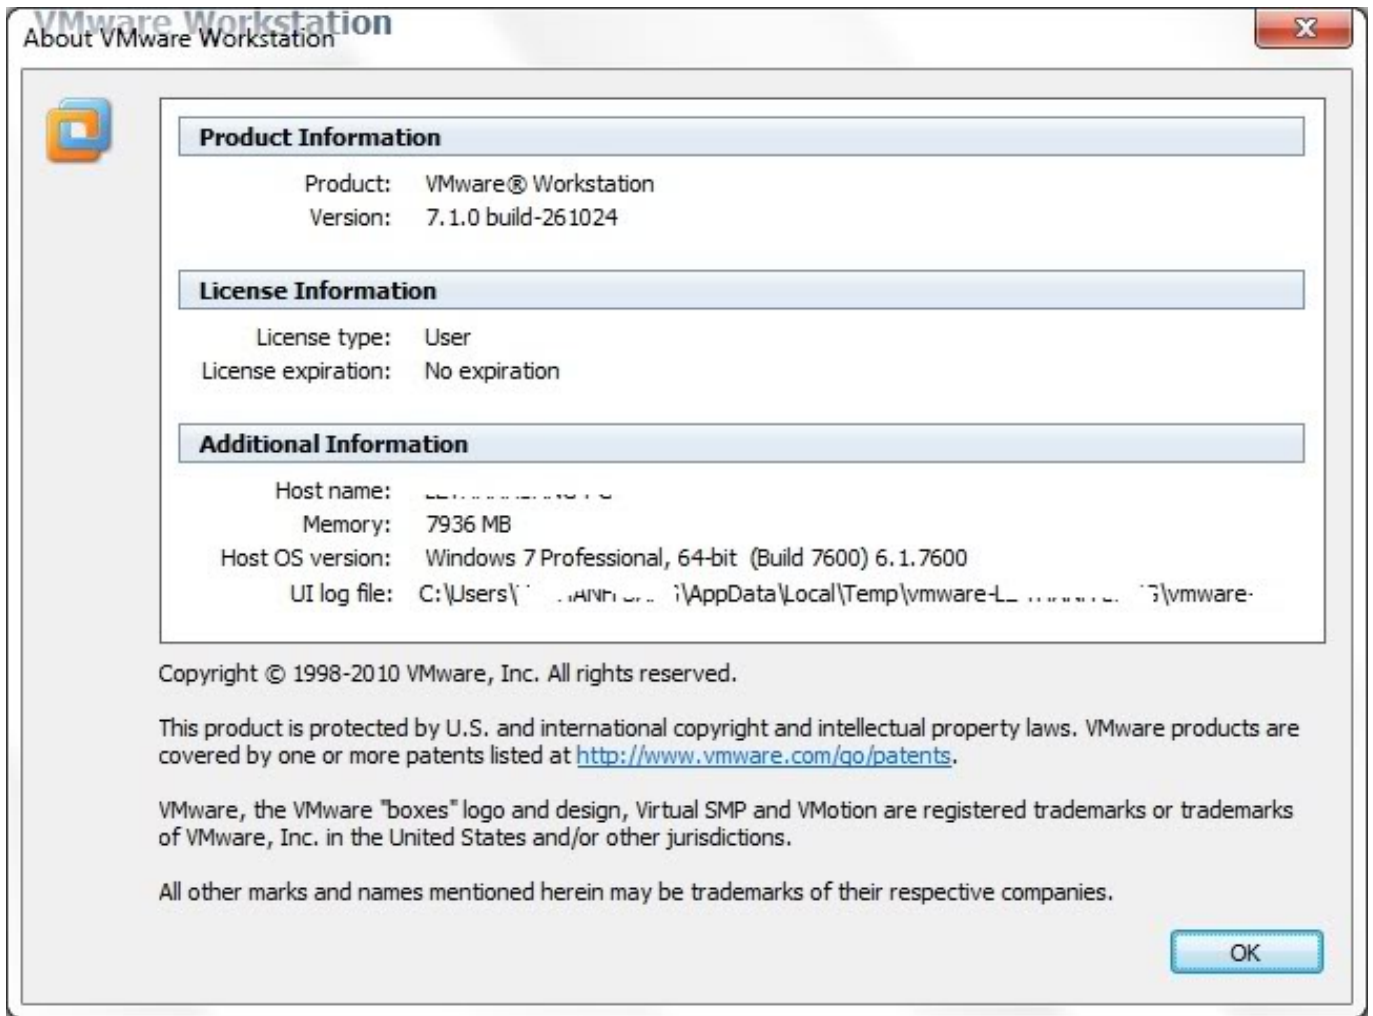 VMware Workstation
About VMware Workstation
Product Information
Product: VMware® Workstation
Version: 7.1.0 build-261024
License Information
License type: User
License expiration: No expiration
Additional Information
Host name:
Memory: 7936 MB
Host OS version: Windows 7 Professional, 64-bit (Build 7600) 6.1.7600
UI log file: C:\Users\ \AppData\Local\Temp\vmware- \vmware-
Copyright © 1998-2010 VMware, Inc. All rights reserved.
This product is protected by U.S. and international copyright and intellectual property laws. VMware products are
covered by one or more patents listed at http://www.vmware.com/go/patents.
VMware, the VMware "boxes" logo and design, Virtual SMP and VMotion are registered trademarks or trademarks
of VMware, Inc. in the United States and/or other jurisdictions.
All other marks and names mentioned herein may be trademarks of their respective companies.
OK